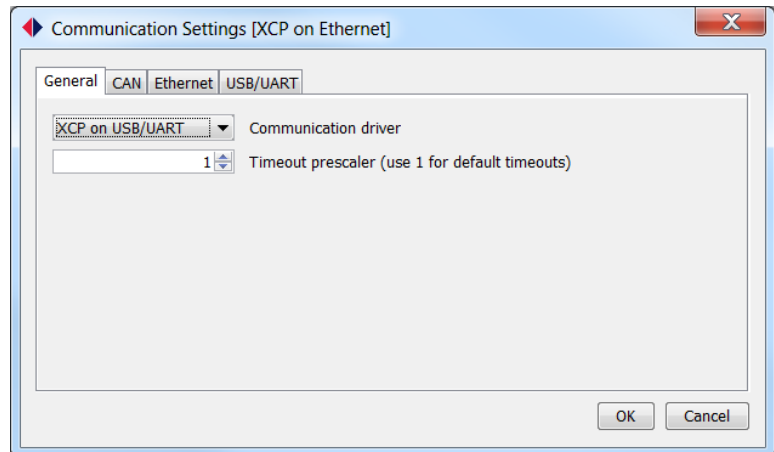 Communication Settings [XCP on Ethernet]
General CAN Ethernet USB/UART
XCP on USB/UART Communication driver
1 Timeout prescaler (use 1 for default timeouts)
OK Cancel